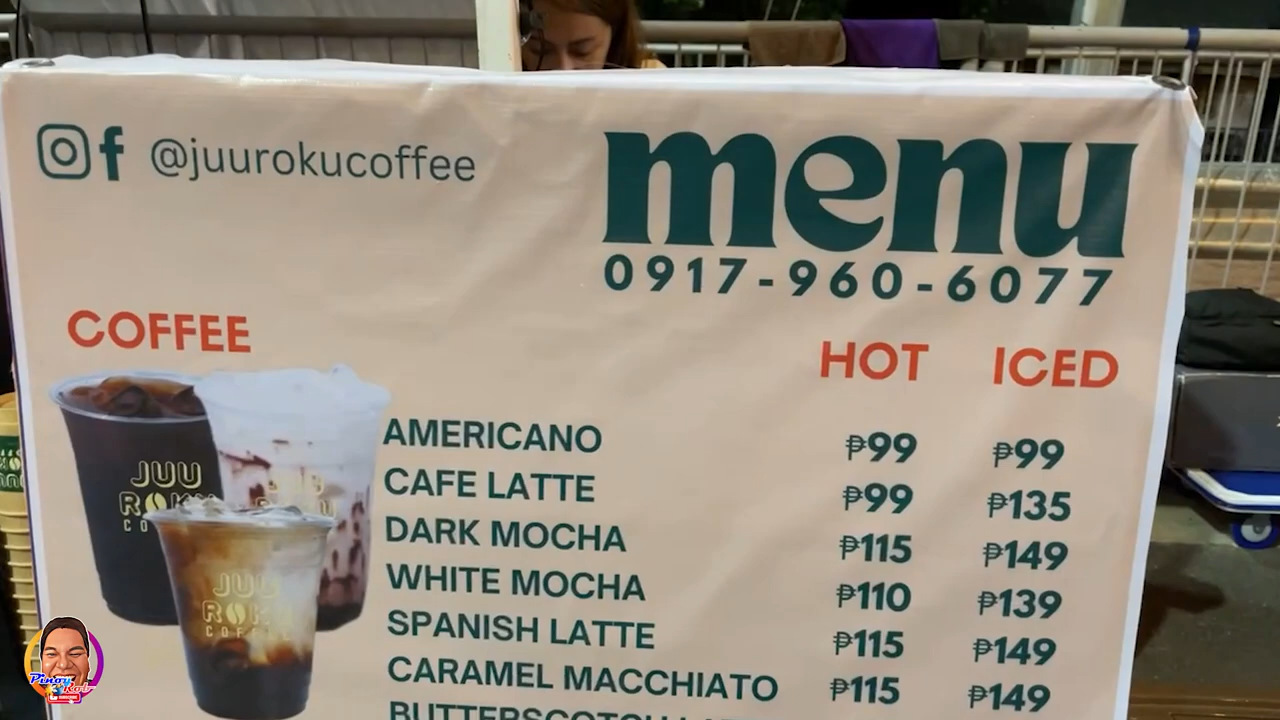 @juurokucoffee
menu
0917-960-6077
COFFEE
HOT ICED
AMERICANO ₱99 ₱99
CAFE LATTE ₱99 ₱135
DARK MOCHA ₱115 ₱149
WHITE MOCHA ₱110 ₱139
SPANISH LATTE ₱115 ₱149
CARAMEL MACCHIATO ₱115 ₱149
JUU
ROKU
JUU
ROKU
COFFEE
Pinoy